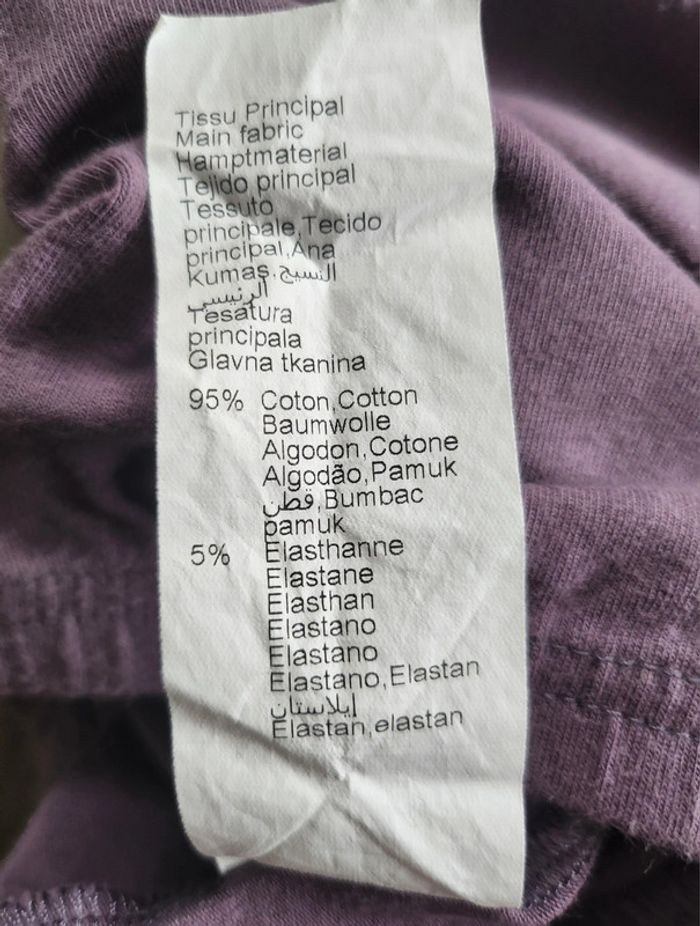 Tissu Principal
Main fabric
Hamptmaterial
Tejido principal
Tessuto
principale,Tecido
principal,Ana
Kumaş,النسيج
الرئيسي
Tesatura
principala
Glavna tkanina
95% Coton,Cotton
Baumwolle
Algodon,Cotone
Algodão,Pamuk
قطن,Bumbac
pamuk
5% Elasthanne
Elastane
Elasthan
Elastano
Elastano
Elastano,Elastan
إيلاستان
Elastan,elastan